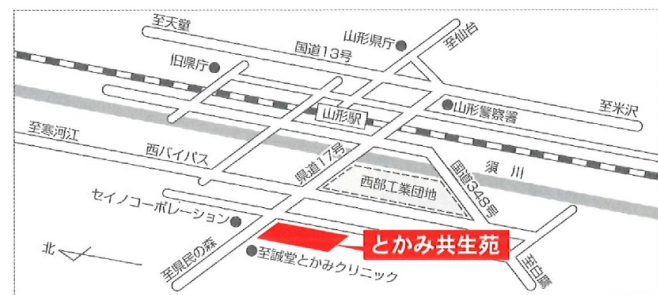 至天童
国道13号
山形県庁
至仙台
旧県庁
至米沢
山形警察署
山形駅
至寒河江
西バイパス
県道17号
須川
西部工業団地
国道348号
セイノコーポレーション
とかみ共生苑
北
至県民の森
至誠堂とかみクリニック
至白鷹